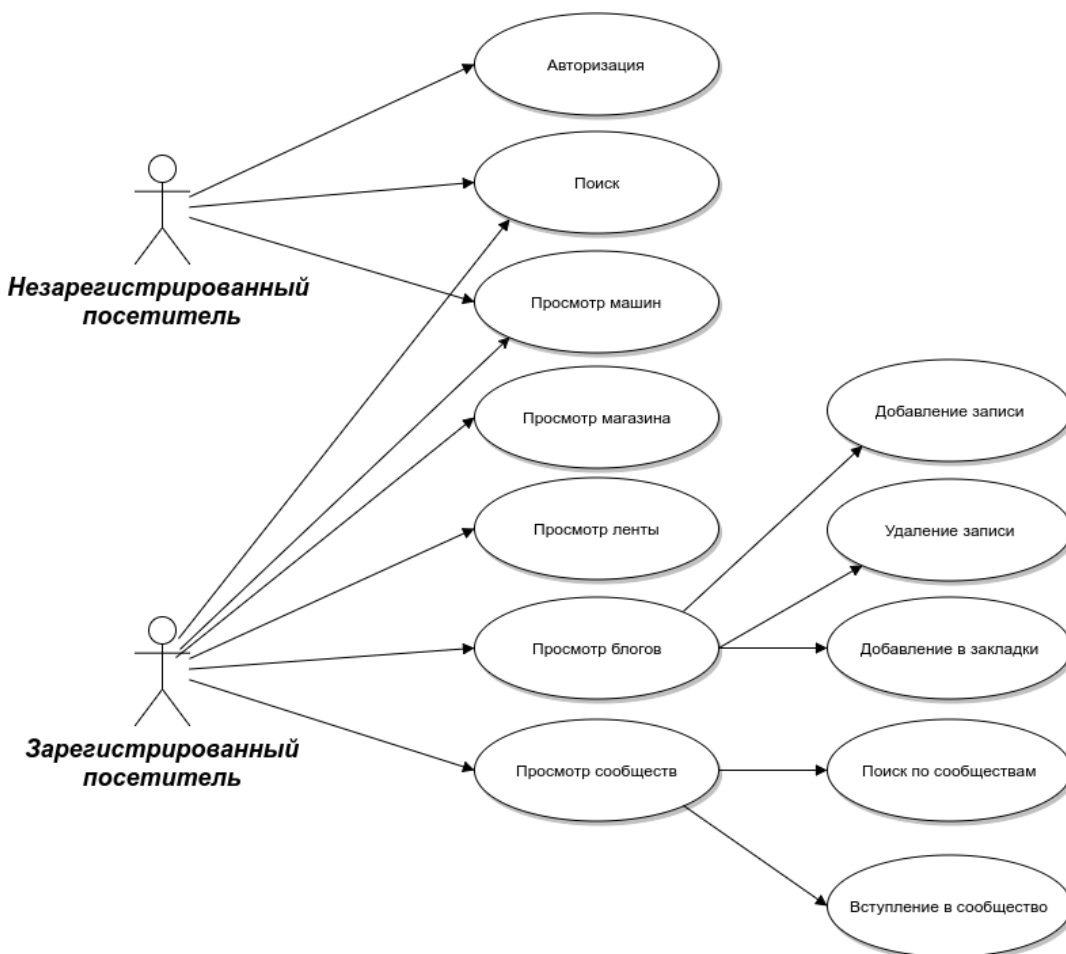 Авторизация
Поиск
Незарегистрированный
посетитель
Просмотр машин
Просмотр магазина
Добавление записи
Просмотр ленты
Удаление записи
Просмотр блогов
Добавление в закладки
Зарегистрированный
посетитель
Просмотр сообществ
Поиск по сообществам
Вступление в сообщество